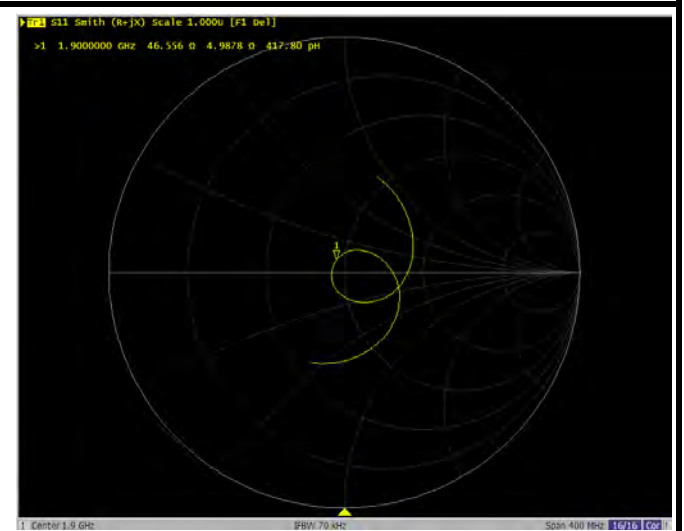 Tr1 S11 Smith (R+jX) Scale 1.000U [F1 Del]
>1 1.9000000 GHz 46.556 Ω 4.9878 Ω 417.80 pH
1
1 Center 1.9 GHz IFBW 70 kHz Span 400 MHz 16/16 Cor !